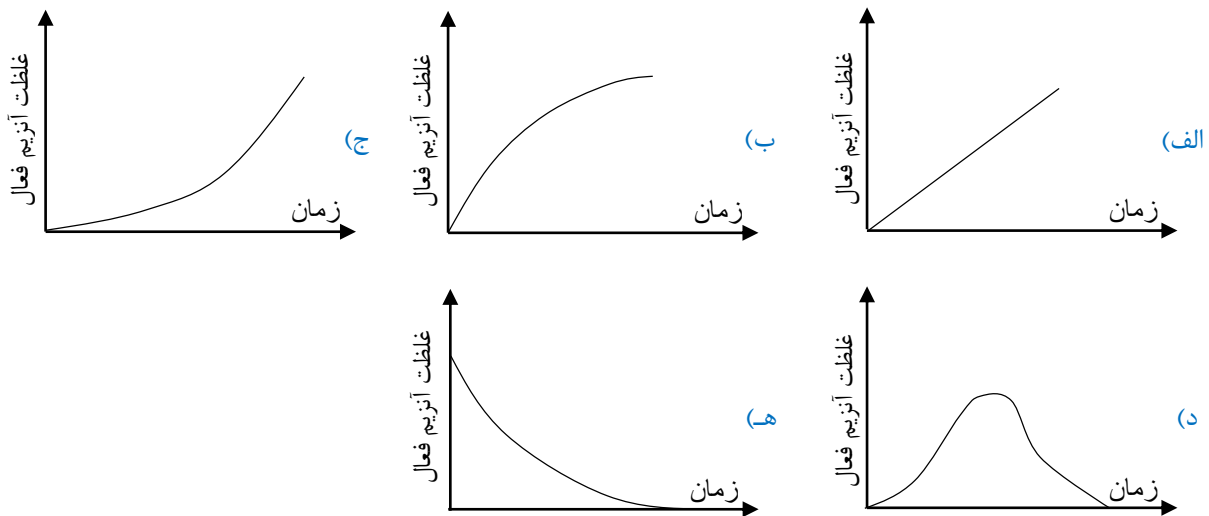 غلظت آنزیم فعال
زمان
الف)
غلظت آنزیم فعال
زمان
ب)
غلظت آنزیم فعال
زمان
ج)
غلظت آنزیم فعال
زمان
د)
غلظت آنزیم فعال
زمان
هـ)